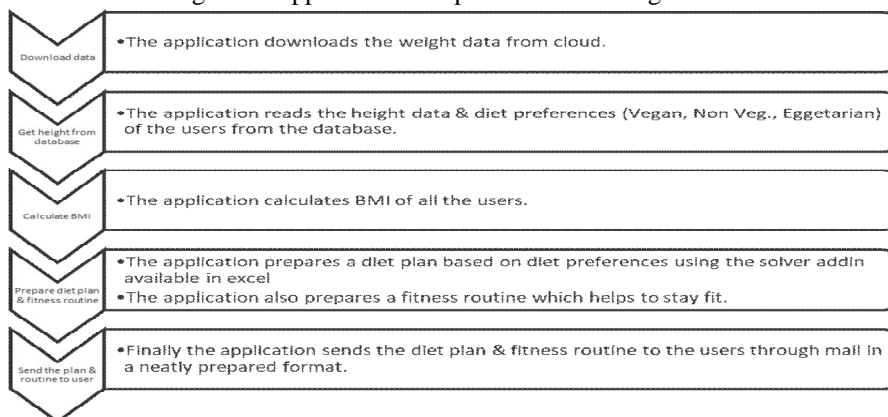 Download data
•The application downloads the weight data from cloud.
Get height from
database
•The application reads the height data & diet preferences (Vegan, Non Veg., Eggetarian)
of the users from the database.
Calculate BMI
•The application calculates BMI of all the users.
Prepare diet plan
& fitness routine
•The application prepares a diet plan based on diet preferences using the solver addin
available in excel
•The application also prepares a fitness routine which helps to stay fit.
Send the plan &
routine to user
•Finally the application sends the diet plan & fitness routine to the users through mail in
a neatly prepared format.